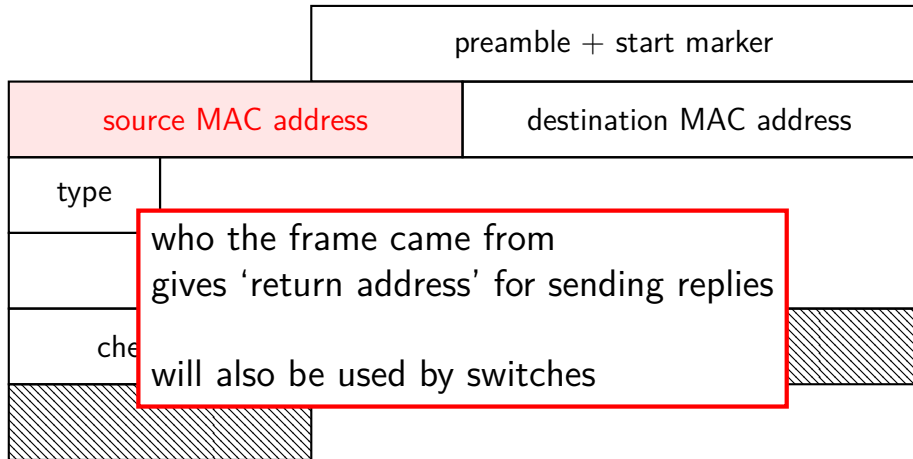 preamble + start marker
source MAC address
destination MAC address
type
who the frame came from
gives ‘return address’ for sending replies
che
will also be used by switches